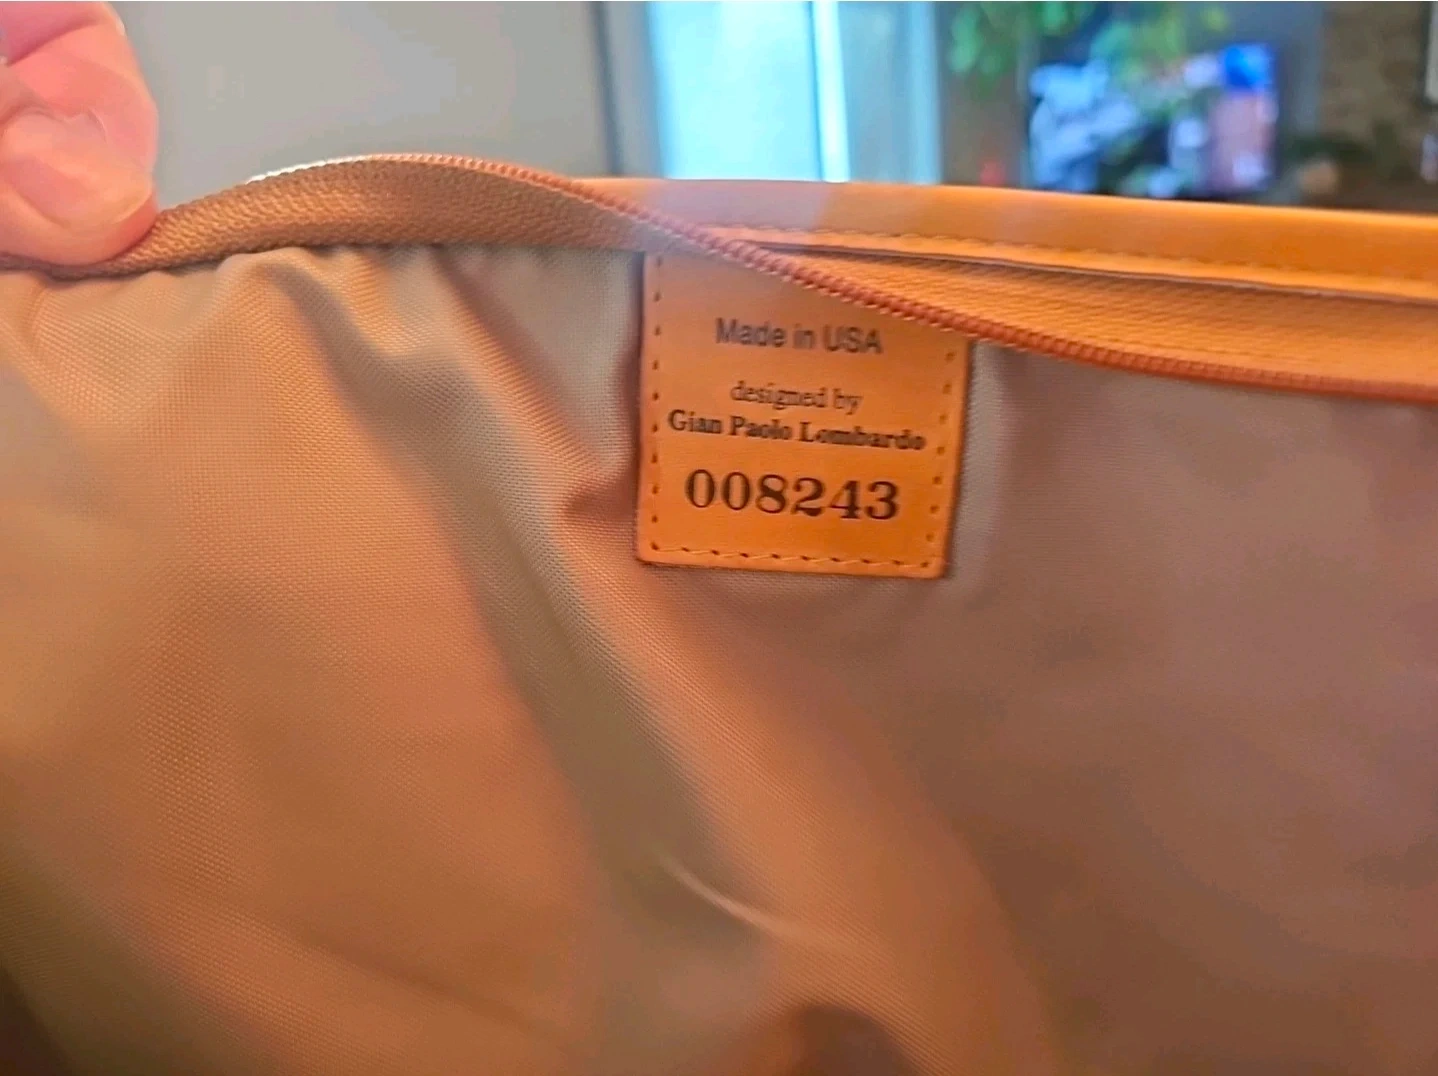 Made in USA
designed by
Gian Paolo Lombardo
008243